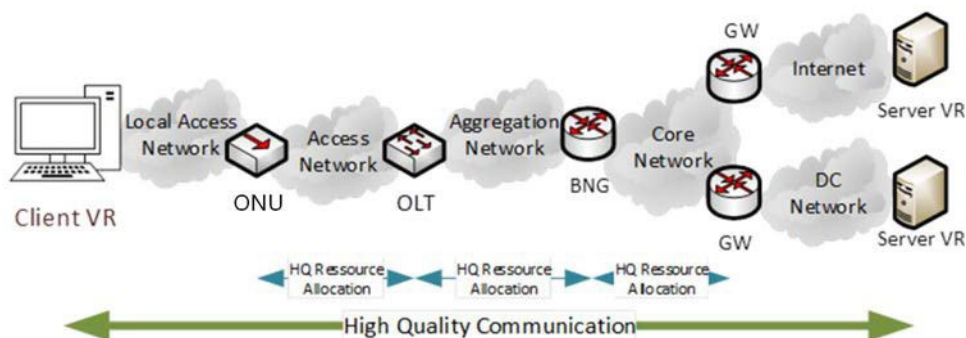 GW
Internet
Server VR
Local Access
Network
Access
Network
Aggregation
Network
Core
Network
BNG
ONU
OLT
Client VR
DC
Network
GW
Server VR
HQ Ressource
Allocation
HQ Ressource
Allocation
HQ Ressource
Allocation
High Quality Communication